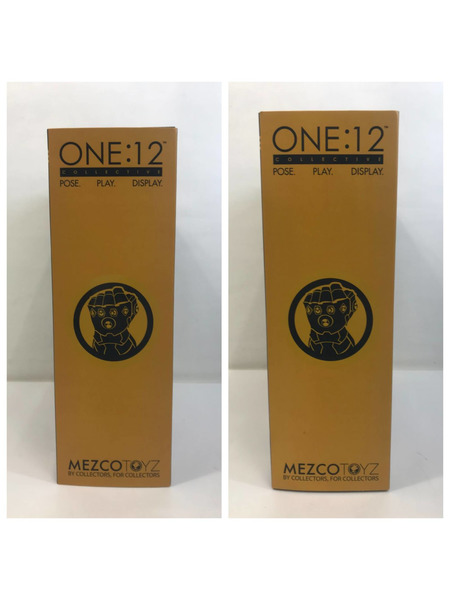 ONE:12™
COLLECTIVE
POSE. PLAY. DISPLAY.
MEZCOTOYZ
BY COLLECTORS, FOR COLLECTORS
ONE:12™
COLLECTIVE
POSE. PLAY. DISPLAY.
MEZCOTOYZ
BY COLLECTORS, FOR COLLECTORS